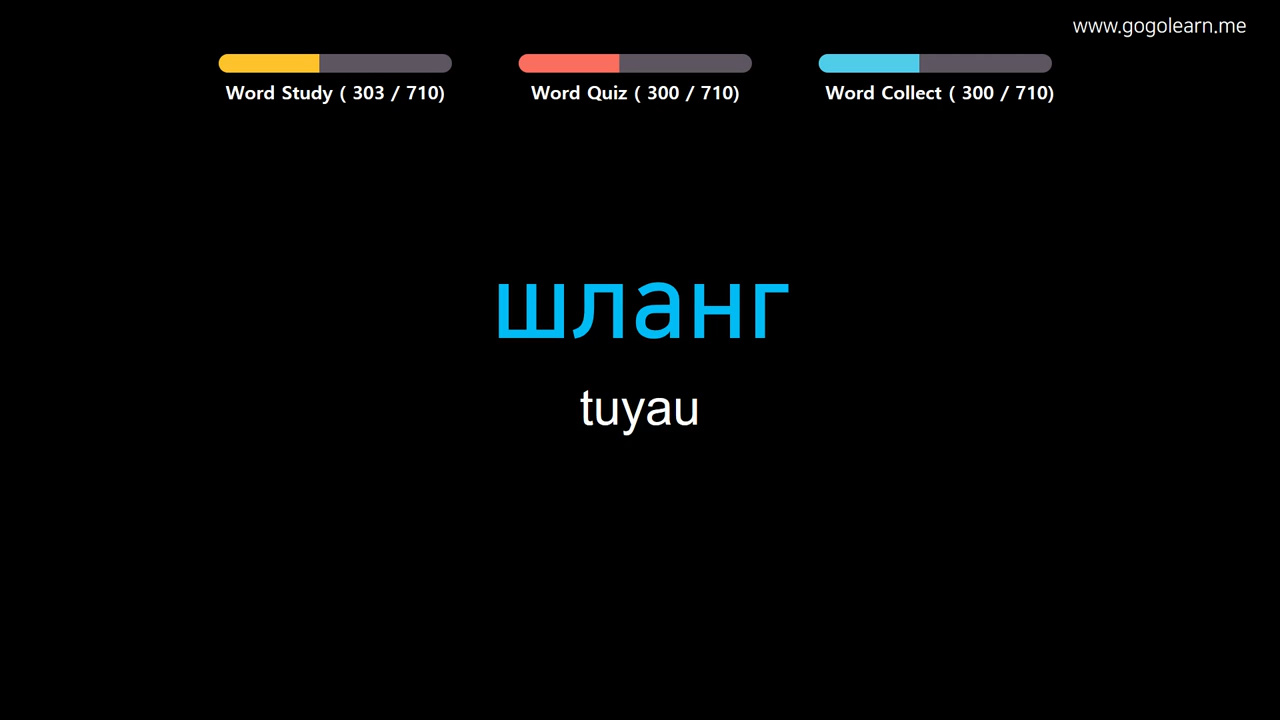 www.gogolearn.me
Word Study ( 303 / 710)
Word Quiz ( 300 / 710)
Word Collect ( 300 / 710)
шланг
tuyau